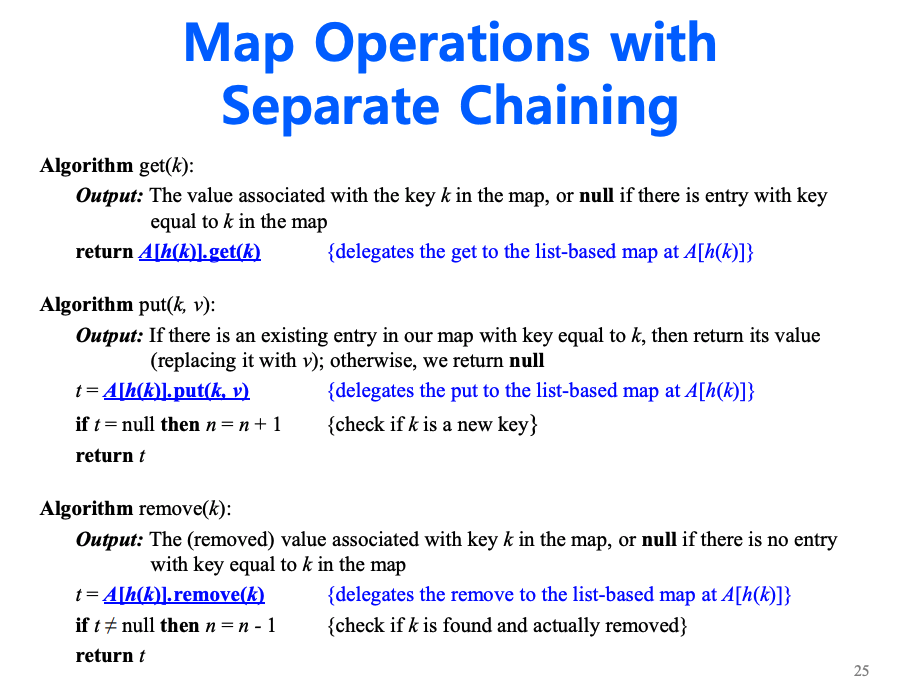 Map Operations with
Separate Chaining
Algorithm get(k):
Output: The value associated with the key k in the map, or null if there is entry with key
equal to k in the map
return A[h(k)].get(k) {delegates the get to the list-based map at A[h(k)]}
Algorithm put(k, v):
Output: If there is an existing entry in our map with key equal to k, then return its value
(replacing it with v); otherwise, we return null
t = A[h(k)].put(k, v) {delegates the put to the list-based map at A[h(k)]}
if t = null then n = n + 1 {check if k is a new key}
return t
Algorithm remove(k):
Output: The (removed) value associated with key k in the map, or null if there is no entry
with key equal to k in the map
t = A[h(k)].remove(k) {delegates the remove to the list-based map at A[h(k)]}
if t ≠ null then n = n - 1 {check if k is found and actually removed}
return t
25